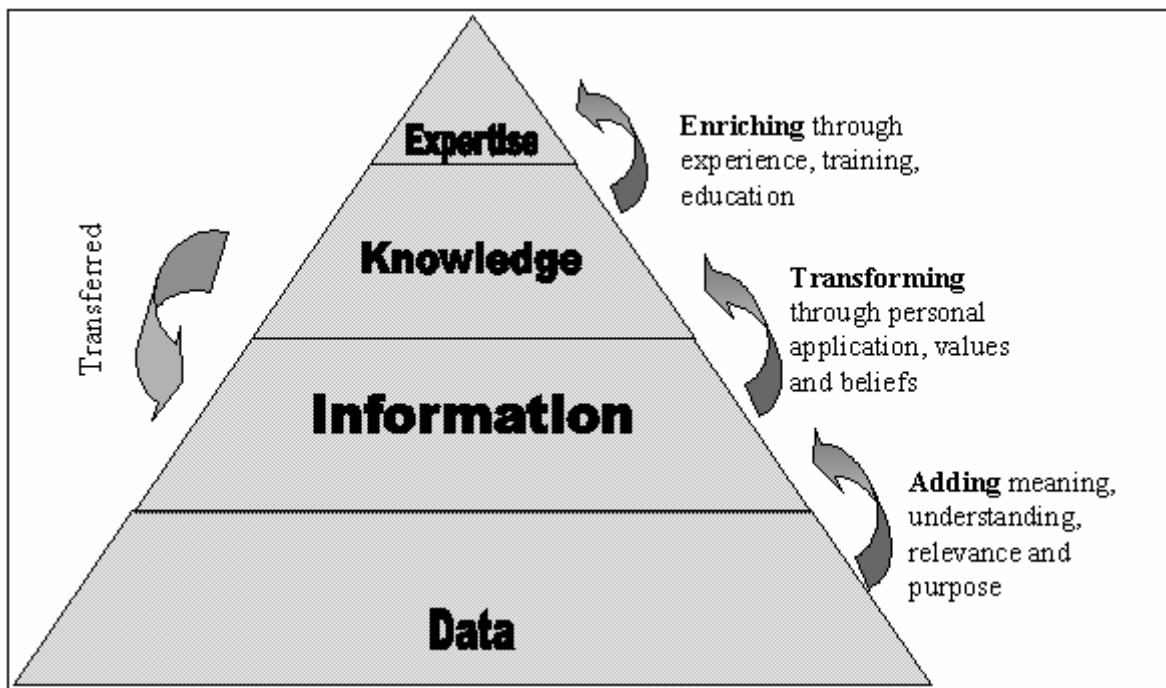 Expertise
Enriching through
experience, training,
education
Knowledge
Transferred
Transforming
through personal
application, values
and beliefs
Information
Adding meaning,
understanding,
relevance and
purpose
Data